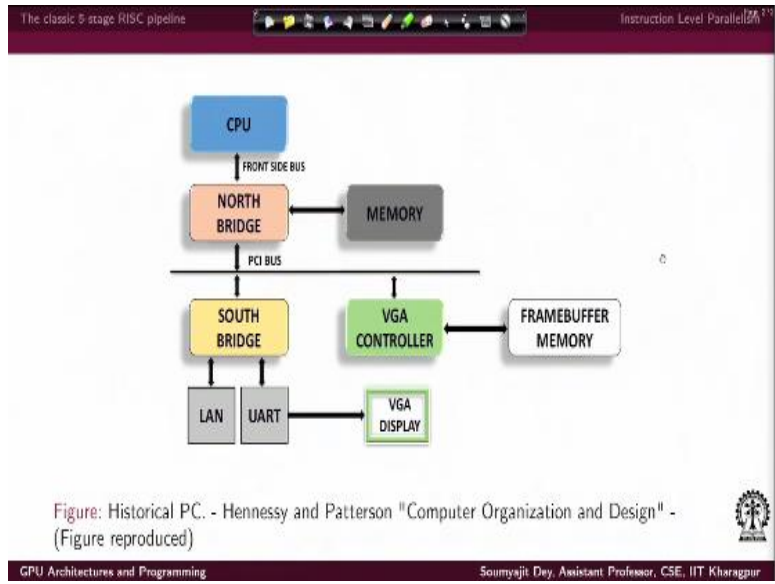 The classic 5-stage RISC pipeline
Instruction Level Parallelism
CPU
FRONT SIDE BUS
NORTH
BRIDGE
MEMORY
PCI BUS
SOUTH
BRIDGE
VGA
CONTROLLER
FRAMEBUFFER
MEMORY
LAN
UART
VGA
DISPLAY
Figure: Historical PC. - Hennessy and Patterson "Computer Organization and Design" -
(Figure reproduced)
GPU Architectures and Programming
Soumyajit Dey, Assistant Professor, CSE, IIT Kharagpur